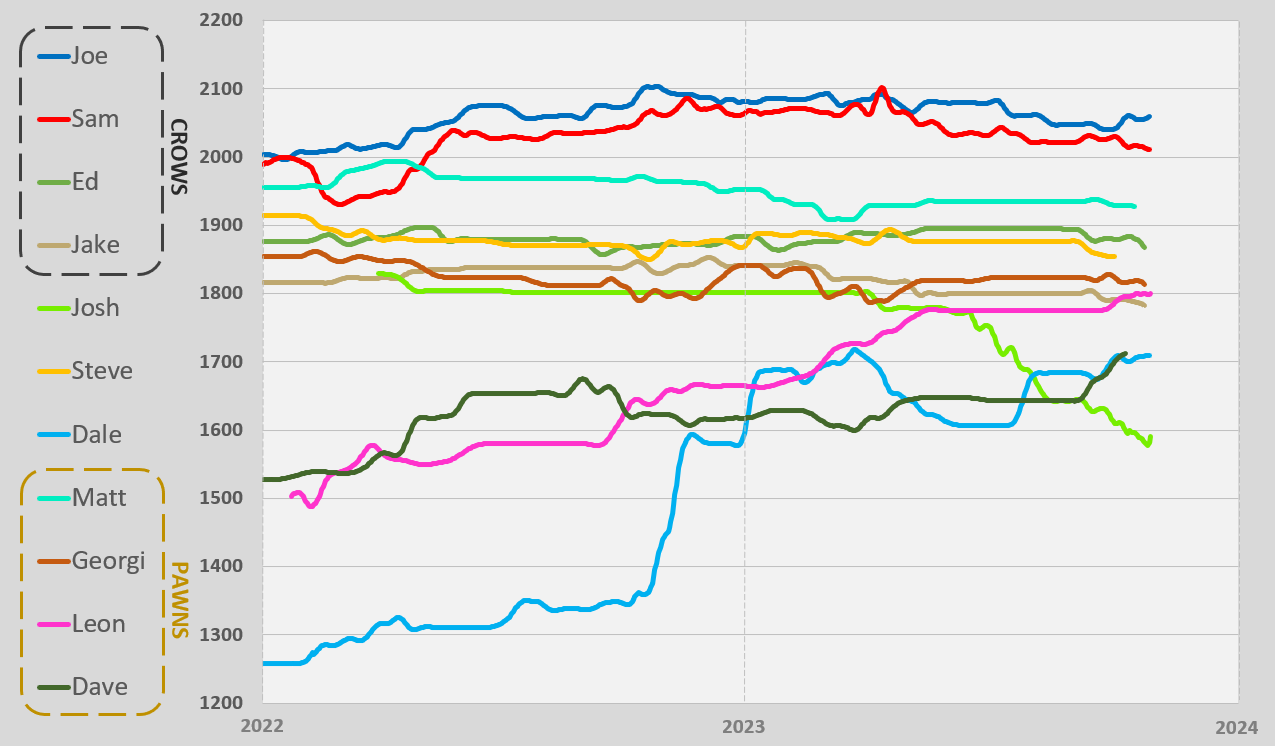 2200
2100
2000
1900
1800
1700
1600
1500
1400
1300
1200
2022
2023
2024
Joe
Sam
Ed
Jake
CROWS
Josh
Steve
Dale
Matt
Georgi
Leon
Dave
PAWNS